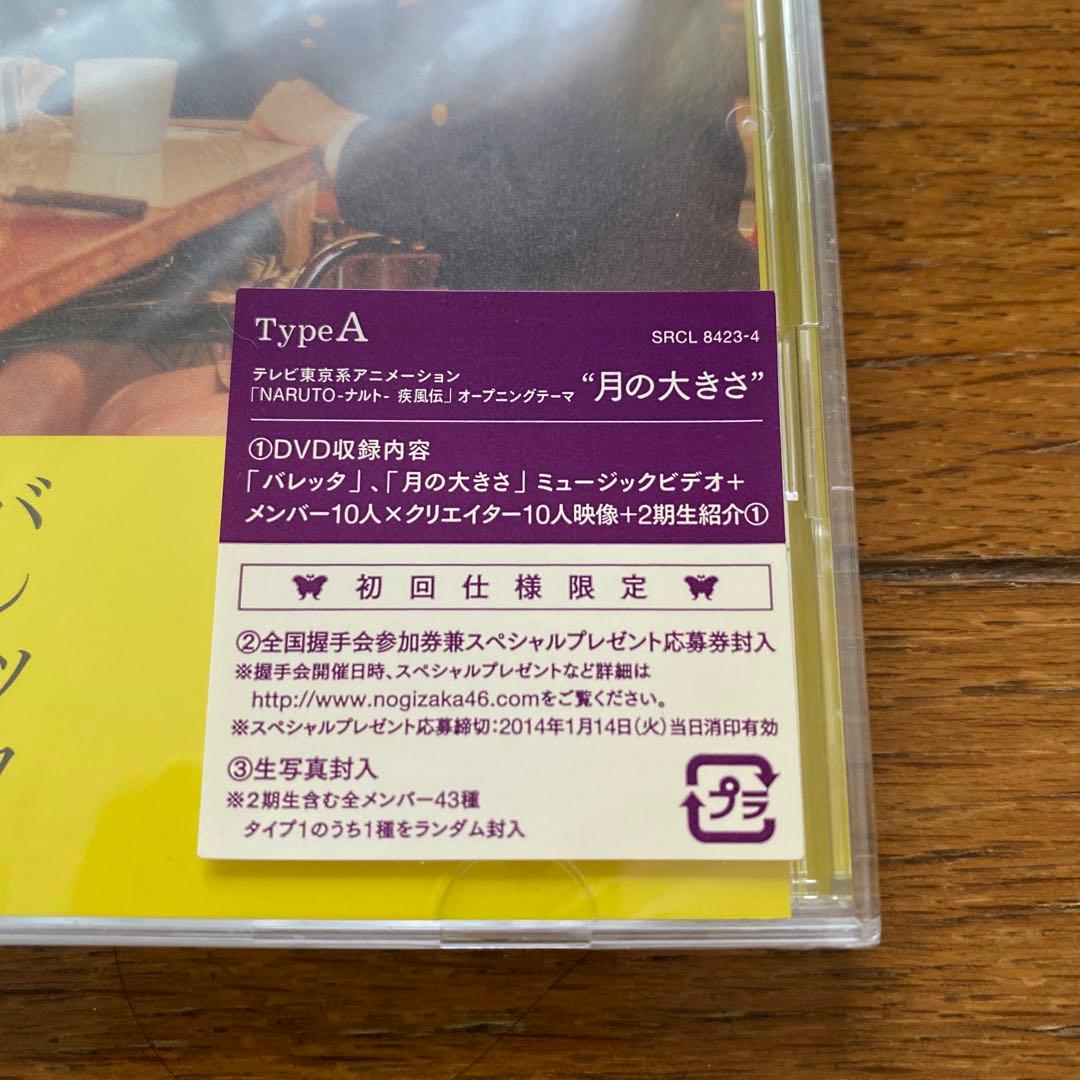 Type A
SRCL 8423-4
テレビ東京系アニメーション
「NARUTO-ナルト- 疾風伝」オープニングテーマ “月の大きさ”
①DVD収録内容
「バレッタ」、「月の大きさ」ミュージックビデオ+
メンバー10人×クリエイター10人映像+2期生紹介①
初回仕様限定
②全国握手会参加券兼スペシャルプレゼント応募券封入
※握手会開催日時、スペシャルプレゼントなど詳細は
http://www.nogizaka46.comをご覧ください。
※スペシャルプレゼント応募締切:2014年1月14日(火)当日消印有効
③生写真封入
※2期生含む全メンバー43種
タイプ1のうち1種をランダム封入
プラ
バレッタ